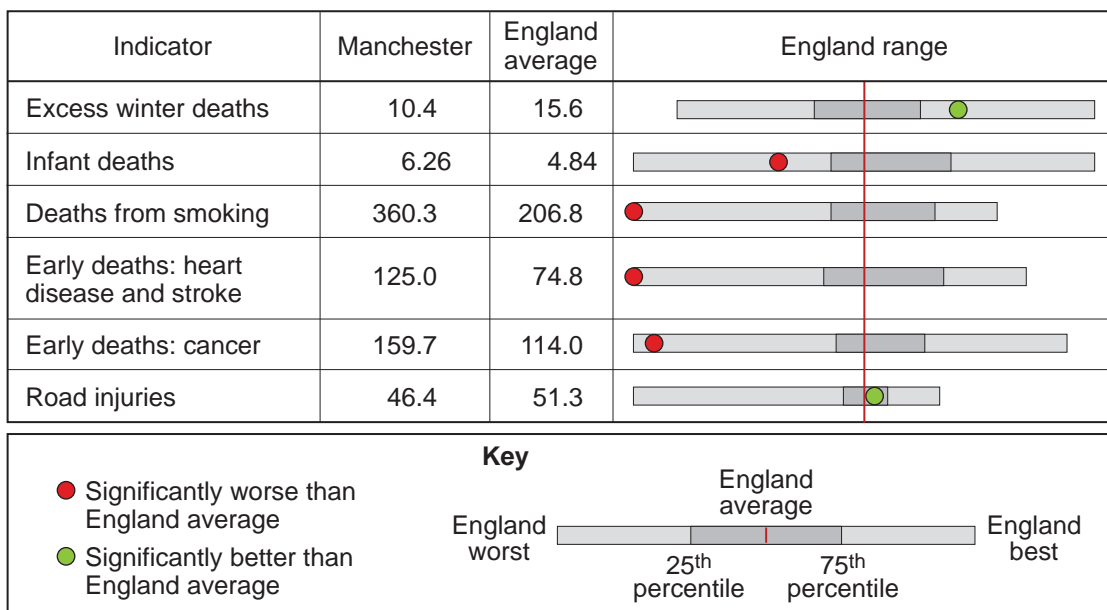 Indicator Manchester England average England range
Excess winter deaths 10.4 15.6
Infant deaths 6.26 4.84
Deaths from smoking 360.3 206.8
Early deaths: heart
disease and stroke 125.0 74.8
Early deaths: cancer 159.7 114.0
Road injuries 46.4 51.3
Key
Significantly worse than
England average
Significantly better than
England average
England
worst
England
average
England
best
25th
percentile
75th
percentile